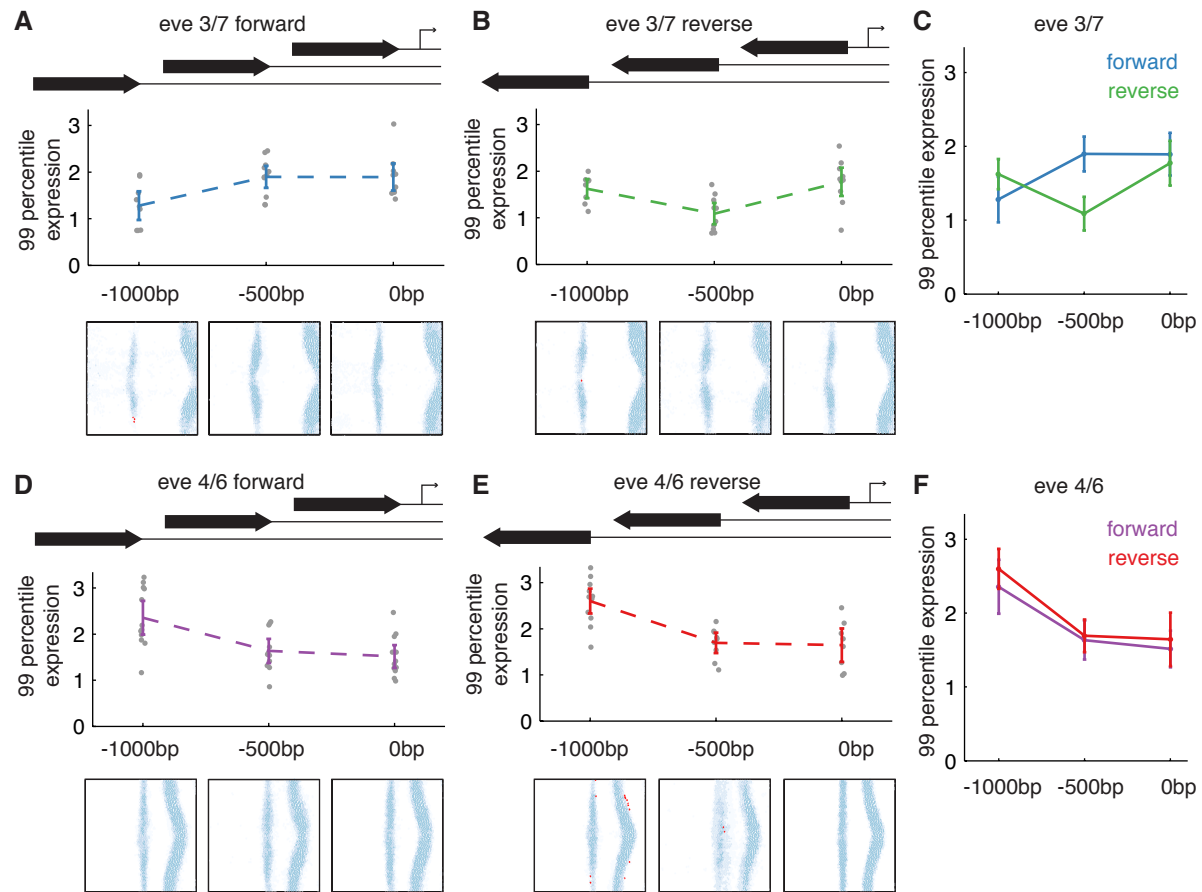 A
eve 3/7 forward
99 percentile
expression
3
2
1
0
-1000bp
-500bp
0bp
B
eve 3/7 reverse
99 percentile
expression
3
2
1
0
-1000bp
-500bp
0bp
C
eve 3/7
forward
reverse
99 percentile expression
3
2
1
0
-1000bp
-500bp
0bp
D
eve 4/6 forward
99 percentile
expression
3
2
1
0
-1000bp
-500bp
0bp
E
eve 4/6 reverse
99 percentile
expression
3
2
1
0
-1000bp
-500bp
0bp
F
eve 4/6
forward
reverse
99 percentile expression
3
2
1
0
-1000bp
-500bp
0bp